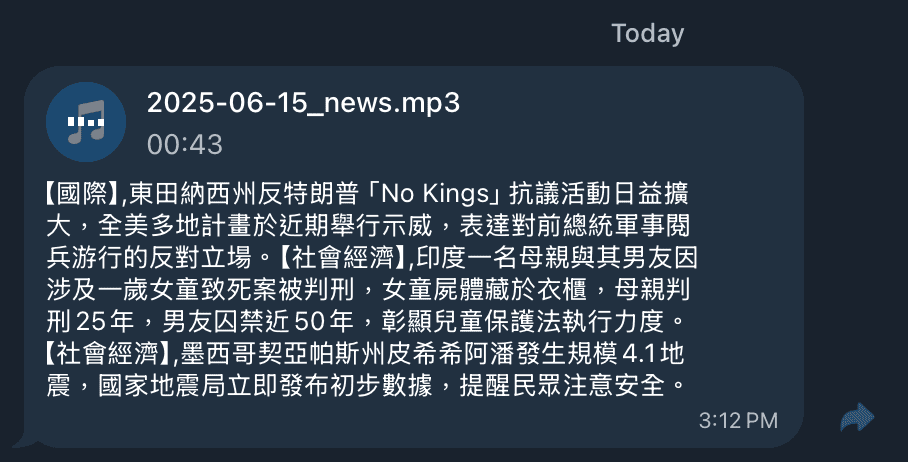 Today
2025-06-15_news.mp3
00:43
【國際】,東田納西州反特朗普「No Kings」抗議活動日益擴
大，全美多地計畫於近期舉行示威，表達對前總統軍事閱
兵游行的反對立場。【社會經濟】,印度一名母親與其男友因
涉及一歲女童致死案被判刑，女童屍體藏於衣櫃，母親判
刑25年，男友囚禁近50年，彰顯兒童保護法執行力度。
【社會經濟】,墨西哥契亞帕斯州皮希希阿潘發生規模4.1地
震，國家地震局立即發布初步數據，提醒民眾注意安全。
3:12 PM